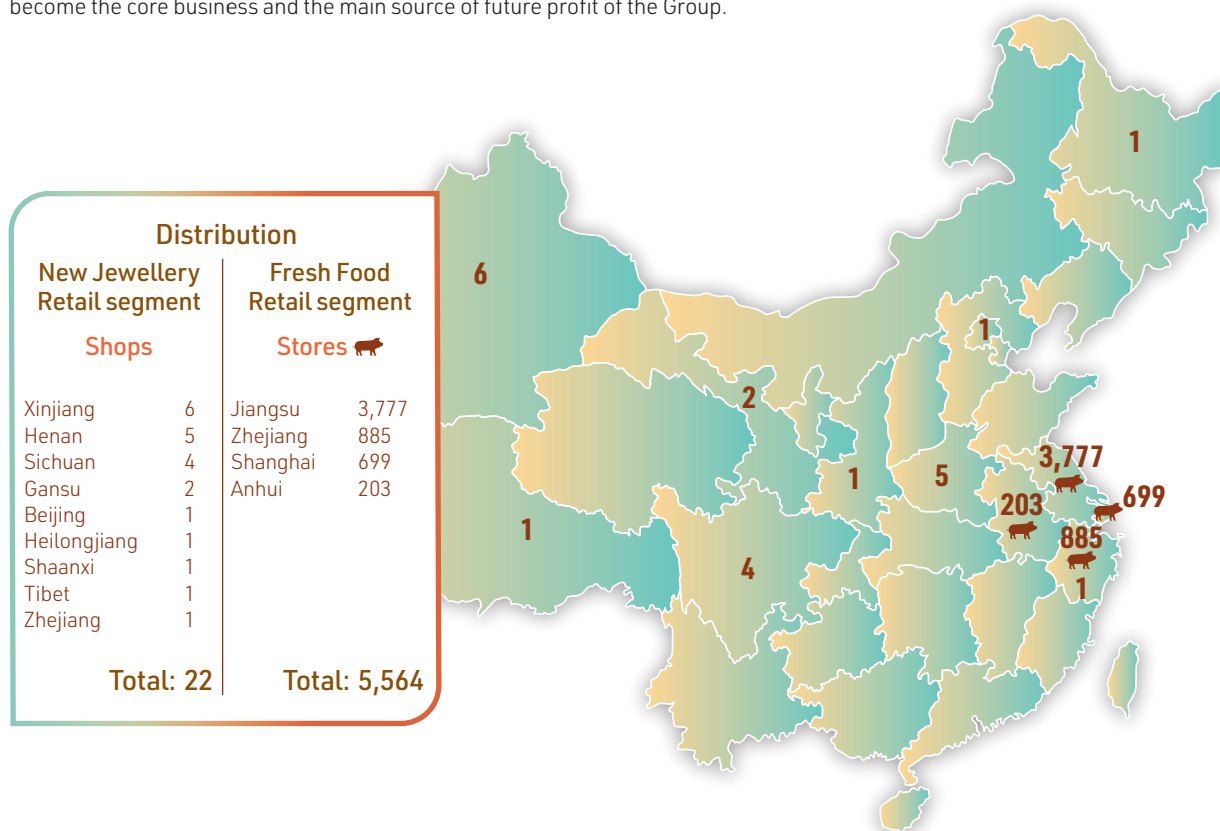 become the core business and the main source of future profit of the Group.
Distribution
New Jewellery
Retail segment
Shops
Xinjiang 6
Henan 5
Sichuan 4
Gansu 2
Beijing 1
Heilongjiang 1
Shaanxi 1
Tibet 1
Zhejiang 1
Total: 22
Fresh Food
Retail segment
Stores
Jiangsu 3,777
Zhejiang 885
Shanghai 699
Anhui 203
Total: 5,564
1
6
1
2
3,777
5
1
699
203
885
1
4
1